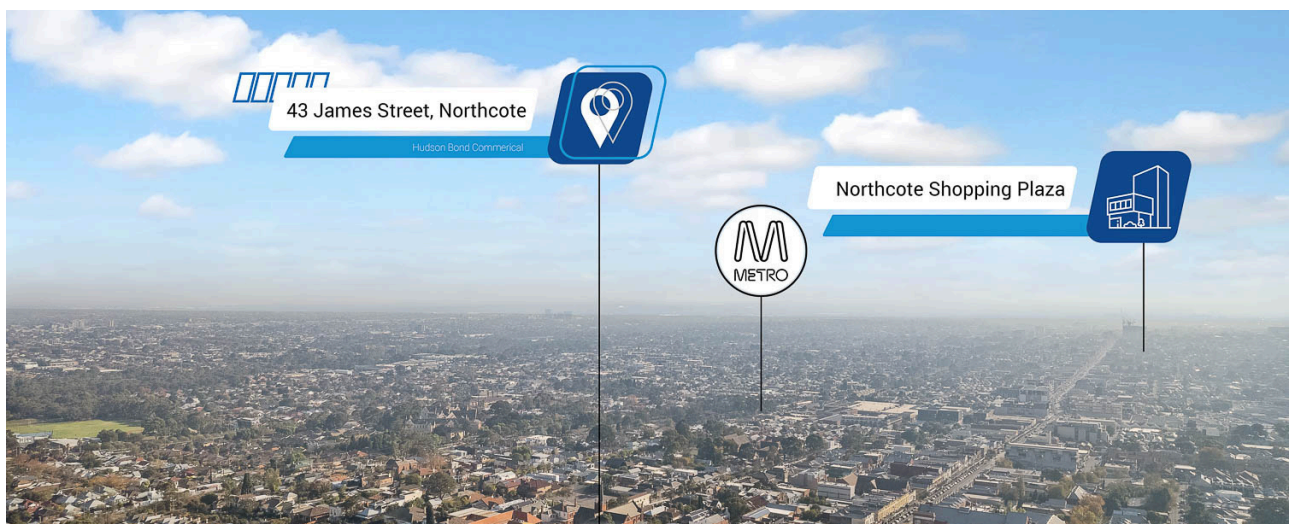 43 James Street, Northcote
Hudson Bond Commerical
Northcote Shopping Plaza
METRO